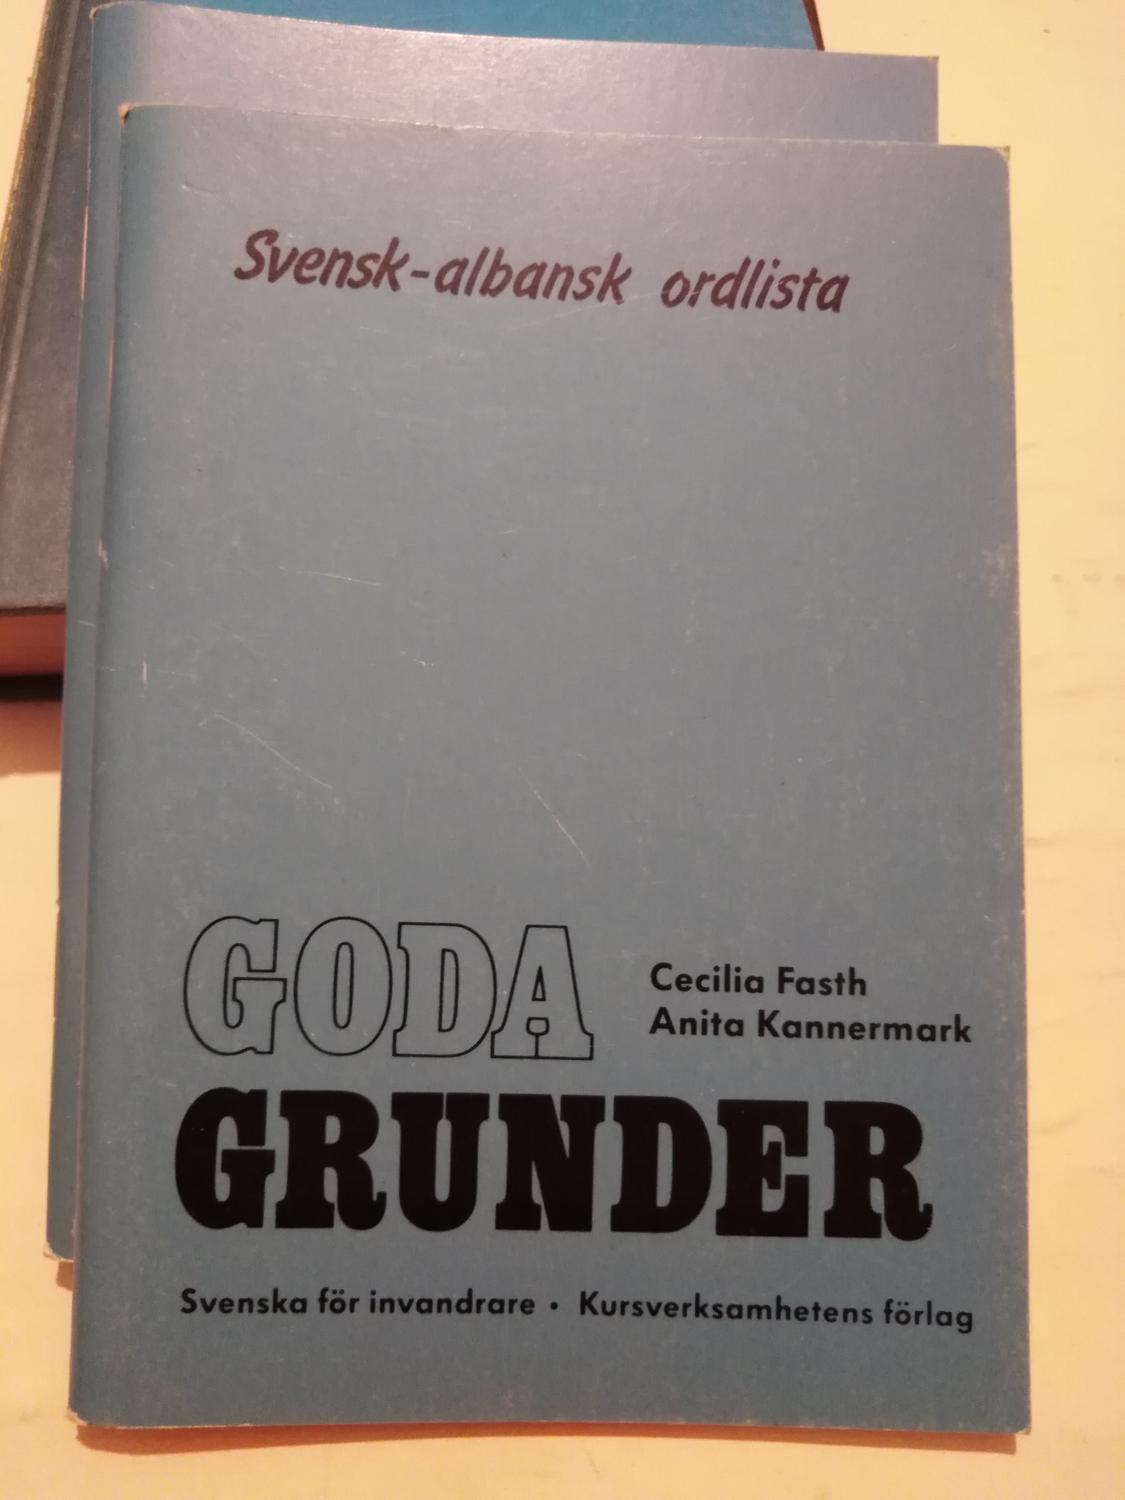 Svensk-albansk ordlista
GODA
Cecilia Fasth
Anita Kannermark
GRUNDER
Svenska för invandrare • Kursverksamhetens förlag